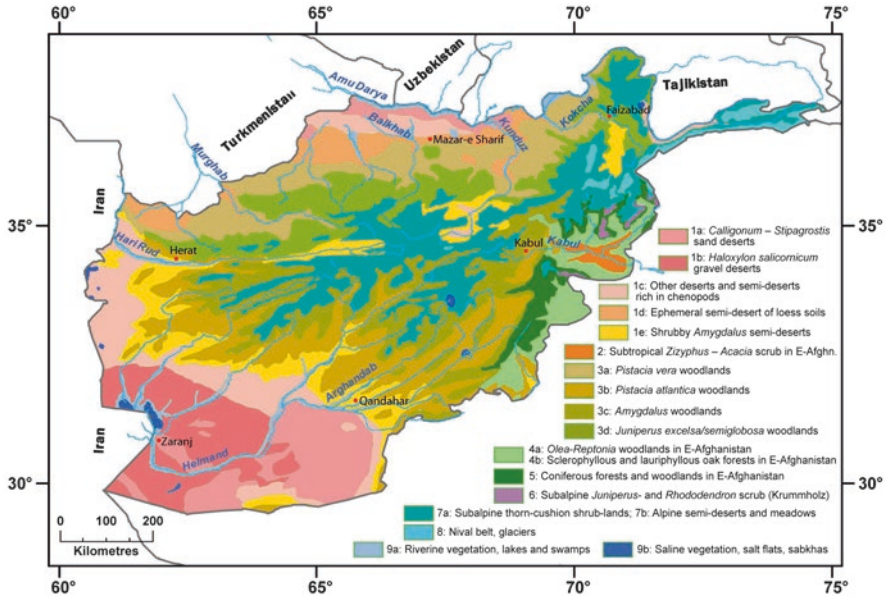 60°
65°
70°
75°
Uzbekistan
Tajikistan
Amu Darya
Turkmenistau
Balkhab
Kunduz
Kokcha
Faizabad
Mazar-e Sharif
Murghab
Iran
35°
35°
Hari Rud
Herat
Kabul
Kabul
1a: Calligonum – Stipagrostis
sand deserts
1b: Haloxylon salicornicum
gravel deserts
1c: Other deserts and semi-deserts
rich in chenopods
1d: Ephemeral semi-desert of loess soils
1e: Shrubby Amygdalus semi-deserts
2: Subtropical Zizyphus – Acacia scrub in E-Afghn.
3a: Pistacia vera woodlands
3b: Pistacia atlantica woodlands
3c: Amygdalus woodlands
3d: Juniperus excelsa/semiglobosa woodlands
Arghandab
Qandahar
Iran
Zaranj
Helmand
4a: Olea-Reptonia woodlands in E-Afghanistan
4b: Sclerophyllous and lauriphyllous oak forests in E-Afghanistan
5: Coniferous forests and woodlands in E-Afghanistan
6: Subalpine Juniperus- and Rhododendron scrub (Krummholz)
30°
30°
7a: Subalpine thorn-cushion shrub-lands; 7b: Alpine semi-deserts and meadows
8: Nival belt, glaciers
9a: Riverine vegetation, lakes and swamps
9b: Saline vegetation, salt flats, sabkhas
0 100 200
Kilometres
60°
65°
70°
75°